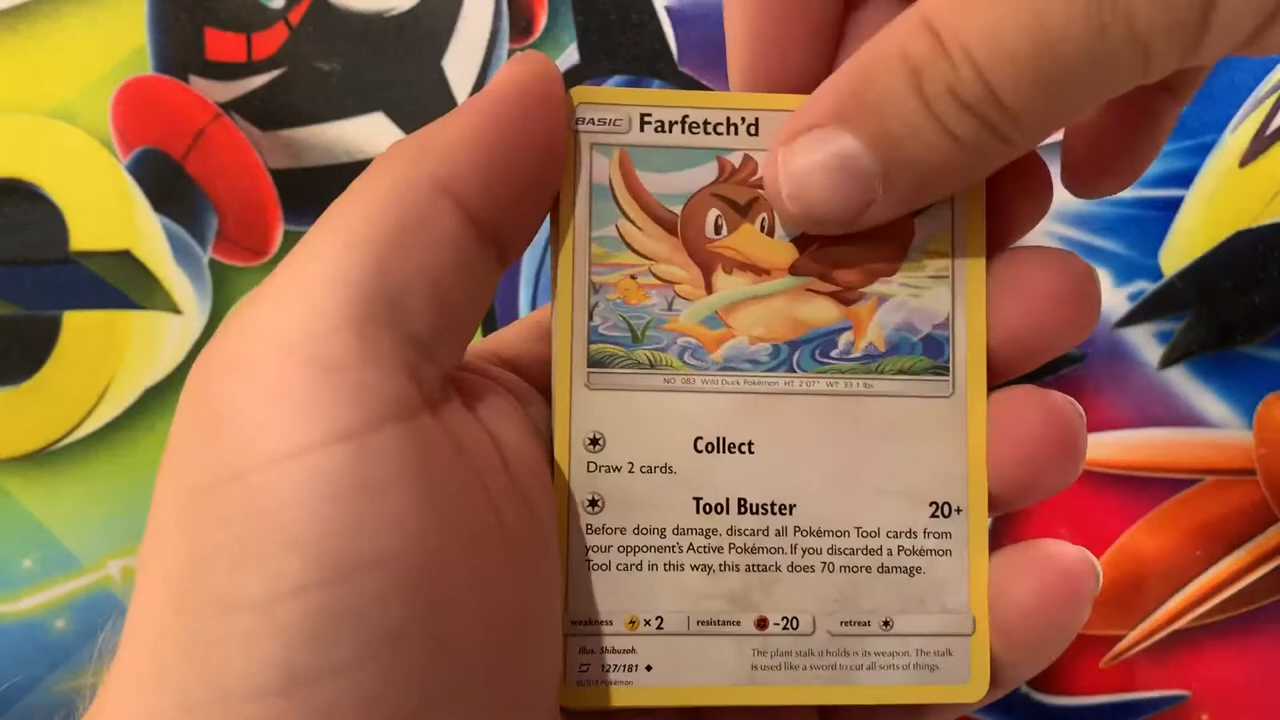 BASIC Farfetch'd
NO 083 Wild Duck Pokémon HT 2'07" WT 33.1 lbs
Collect
Draw 2 cards.
Tool Buster 20+
Before doing damage, discard all Pokémon Tool cards from
your opponent's Active Pokémon. If you discarded a Pokémon
Tool card in this way, this attack does 70 more damage.
weakness ×2 resistance -20 retreat
Illus. Shibuzoh. The plant stalk it holds is its weapon. The stalk
127/181 is used like a sword to cut all sorts of things.
Pokémon